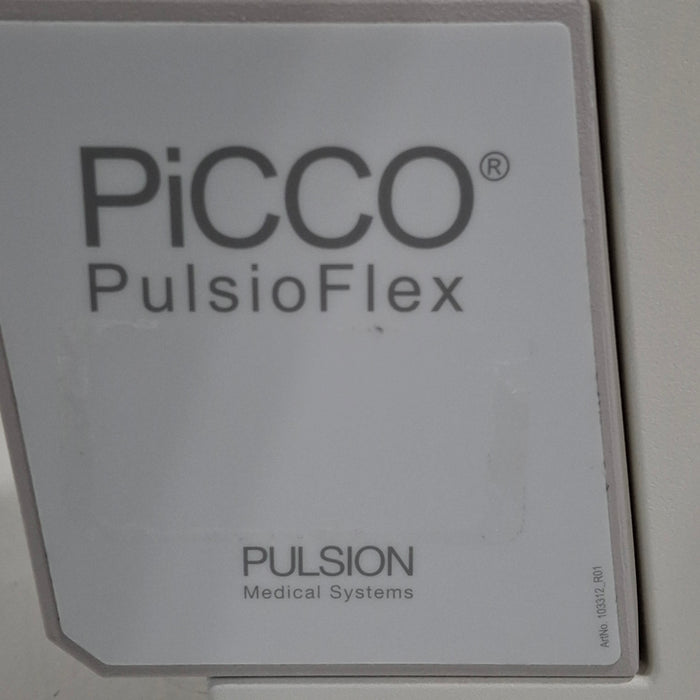 PiCCO®
PulsioFlex
PULSION
Medical Systems
ArtNo. 103312_R01